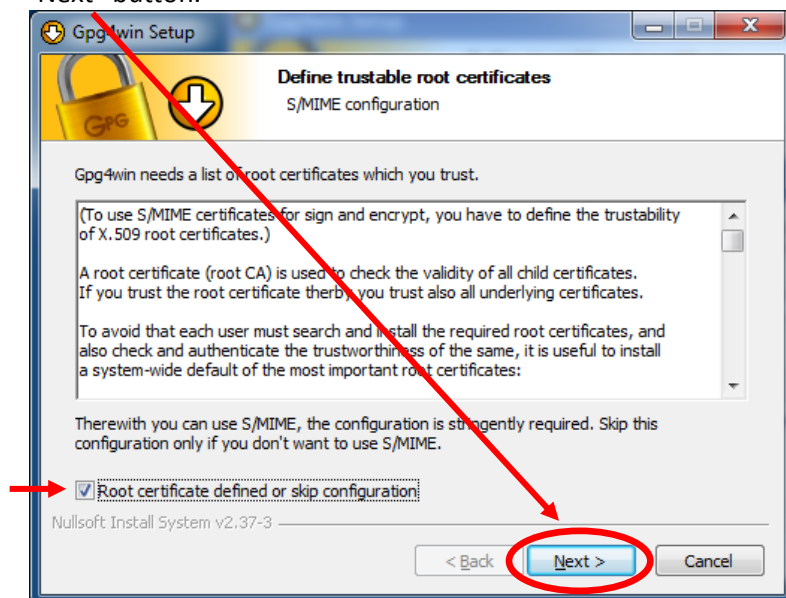 "Next" button.
Gpg4win Setup
Define trustable root certificates
S/MIME configuration
GPG
Gpg4win needs a list of root certificates which you trust.
(To use S/MIME certificates for sign and encrypt, you have to define the trustability
of X.509 root certificates.)
A root certificate (root CA) is used to check the validity of all child certificates.
If you trust the root certificate therby you trust also all underlying certificates.
To avoid that each user must search and install the required root certificates, and
also check and authenticate the trustworthiness of the same, it is useful to install
a system-wide default of the most important root certificates:
Therewith you can use S/MIME, the configuration is stringently required. Skip this
configuration only if you don't want to use S/MIME.
Root certificate defined or skip configuration
Nullsoft Install System v2.37-3
< Back
Next >
Cancel